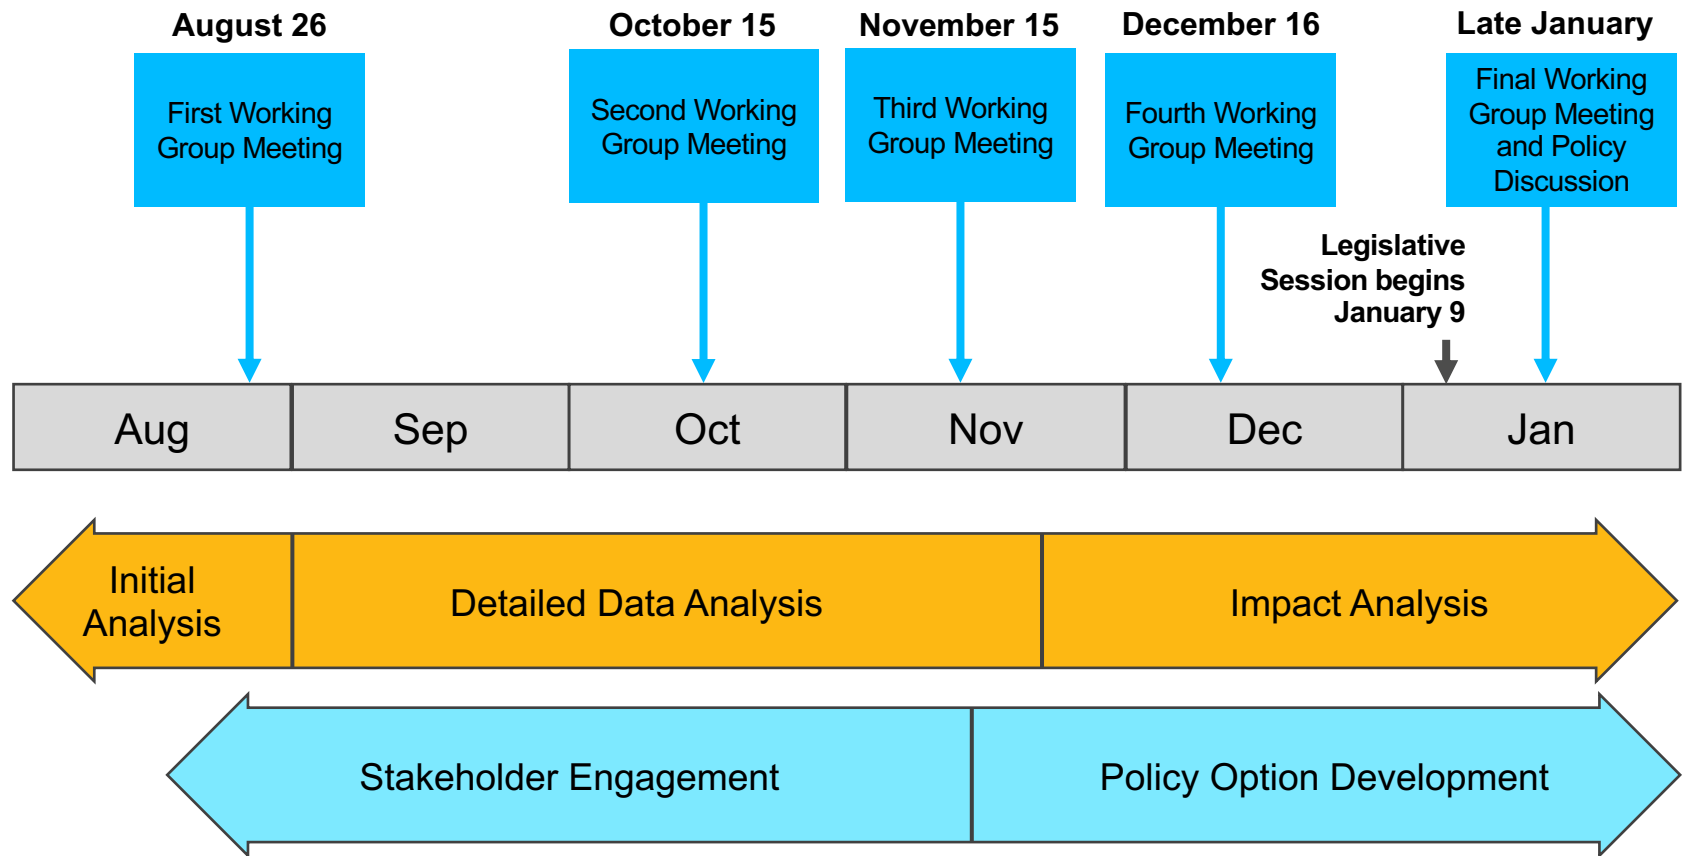 August 26
October 15
November 15
December 16
Late January
First Working
Group Meeting
Second Working
Group Meeting
Third Working
Group Meeting
Fourth Working
Group Meeting
Final Working
Group Meeting
and Policy
Discussion
Legislative
Session begins
January 9
Aug
Sep
Oct
Nov
Dec
Jan
Initial
Analysis
Detailed Data Analysis
Impact Analysis
Stakeholder Engagement
Policy Option Development